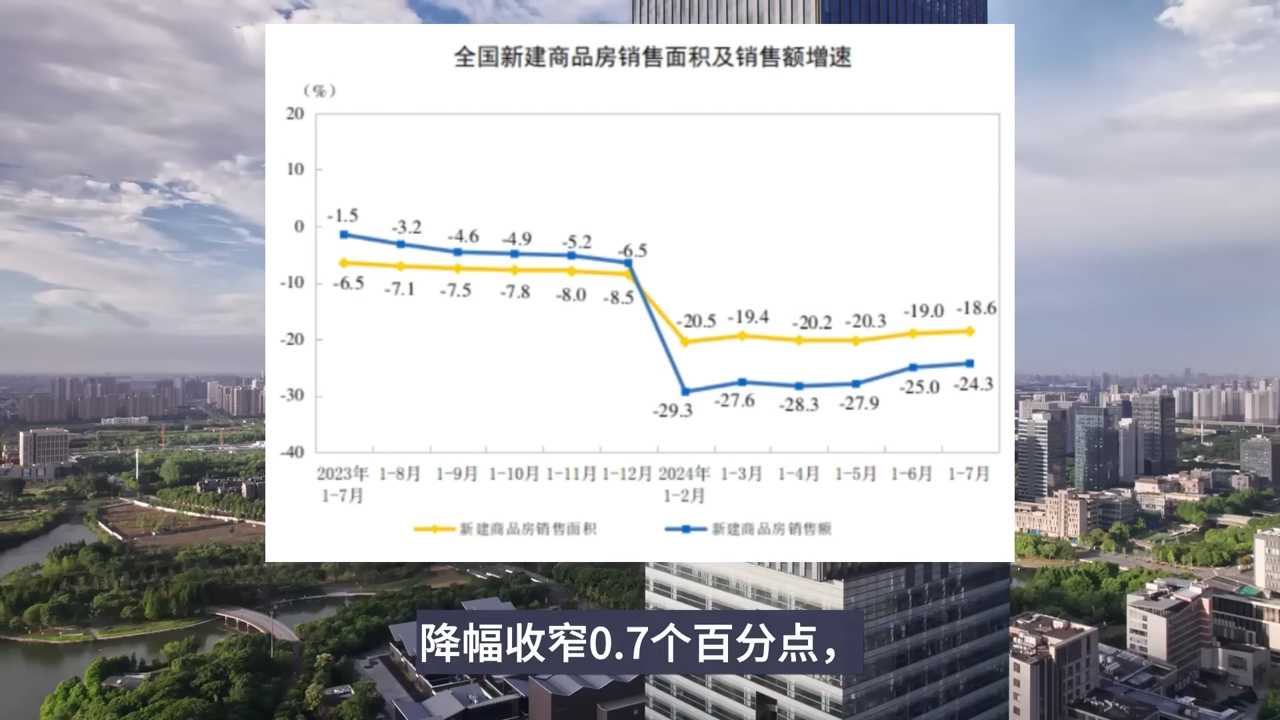 全国新建商品房销售面积及销售额增速
（%）
20
10
0
-10
-20
-30
-40
-1.5 -3.2 -4.6 -4.9 -5.2 -6.5
-6.5 -7.1 -7.5 -7.8 -8.0 -8.5
-20.5 -19.4 -20.2 -20.3 -19.0 -18.6
-29.3 -27.6 -28.3 -27.9 -25.0 -24.3
2023年 1-8月 1-9月 1-10月 1-11月 1-12月 2024年 1-3月 1-4月 1-5月 1-6月 1-7月
1-7月 1-2月
新建商品房销售面积 新建商品房销售额
降幅收窄0.7个百分点，